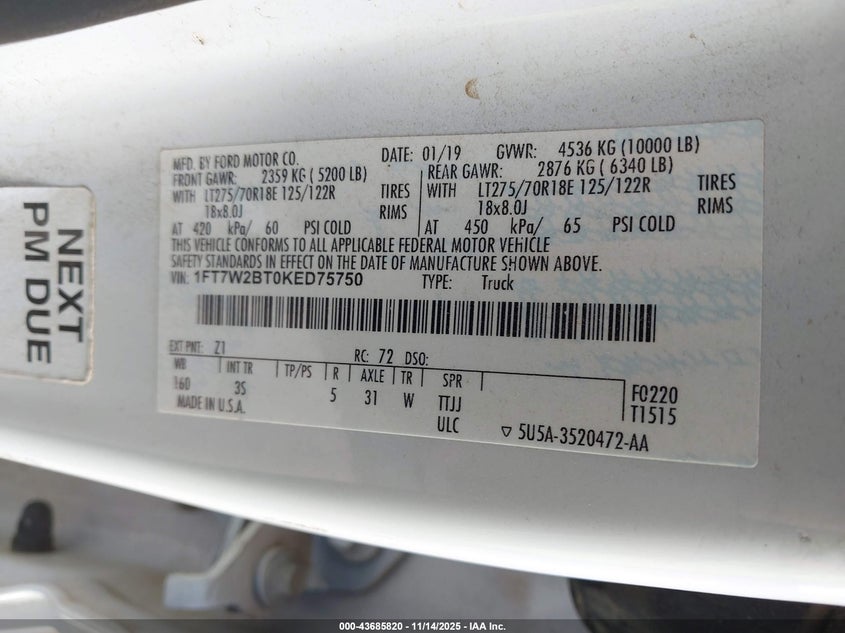 NEXT
PM DUE
MFD. BY FORD MOTOR CO. DATE: 01/19 GVWR: 4536 KG (10000 LB)
FRONT GAWR: 2359 KG ( 5200 LB) REAR GAWR: 2876 KG ( 6340 LB)
WITH LT275/70R18E 125/122R TIRES WITH LT275/70R18E 125/122R TIRES
18x8.0J RIMS 18x8.0J RIMS
AT 420 kPa/ 60 PSI COLD AT 450 kPa/ 65 PSI COLD
THIS VEHICLE CONFORMS TO ALL APPLICABLE FEDERAL MOTOR VEHICLE
SAFETY STANDARDS IN EFFECT ON THE DATE OF MANUFACTURE SHOWN ABOVE.
VIN: 1FT7W2BT0KED75750 TYPE: Truck
EXT PNT: Z1 RC: 72 DSO:
WB INT TR TP/PS R AXLE TR SPR
160 3S 5 31 W TTJJ F0220
MADE IN U.S.A. ULC T1515
▽ 5U5A-3520472-AA
000-43685820 | 11/14/2025 - IAA Inc.